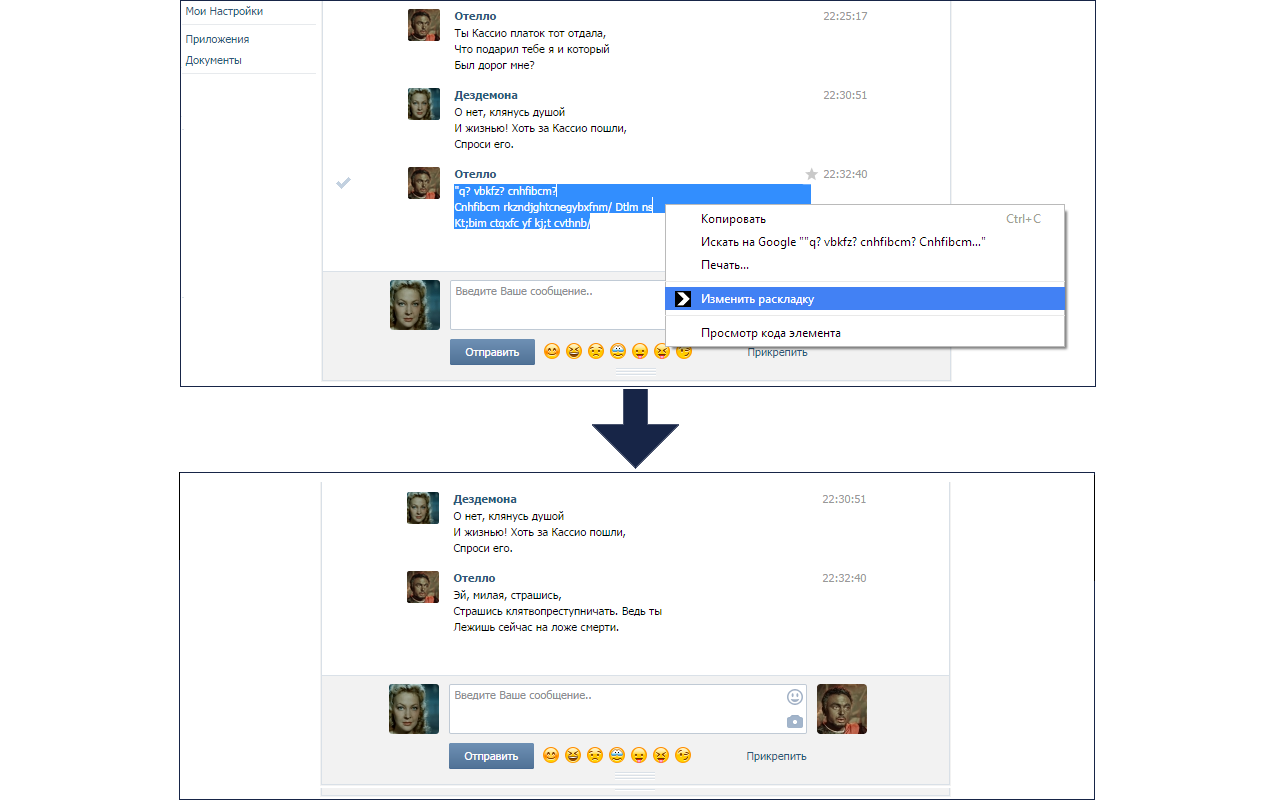 Мои Настройки
Приложения
Документы
Отелло 22:25:17
Ты Кассио платок тот отдала,
Что подарил тебе я и который
Был дорог мне?
Дездемона 22:30:51
О нет, клянусь душой
И жизнью! Хоть за Кассио пошли,
Спроси его.
Отелло 22:32:40
"q? vbkfz? cnhfibcm?
Cnhfibcm rkzndjghtcnegybxfnm/ Dtlm ns
Kt;bim ctqxfc yf kj;t cvthnb/
Копировать Ctrl+C
Искать на Google ""q? vbkfz? cnhfibcm? Cnhfibcm..."
Печать...
Изменить раскладку
Просмотр кода элемента
Введите Ваше сообщение..
Отправить
Прикрепить
Дездемона 22:30:51
О нет, клянусь душой
И жизнью! Хоть за Кассио пошли,
Спроси его.
Отелло 22:32:40
Эй, милая, страшись,
Страшись клятвопреступничать. Ведь ты
Лежишь сейчас на ложе смерти.
Введите Ваше сообщение..
Отправить
Прикрепить